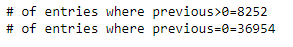 # of entries where previous>0=8252
# of entries where previous=0=36954